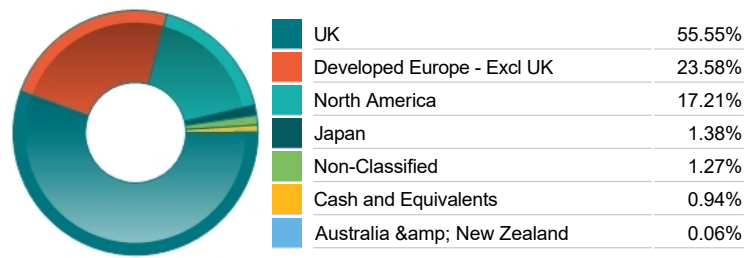 UK 55.55%
Developed Europe - Excl UK 23.58%
North America 17.21%
Japan 1.38%
Non-Classified 1.27%
Cash and Equivalents 0.94%
Australia &amp; New Zealand 0.06%